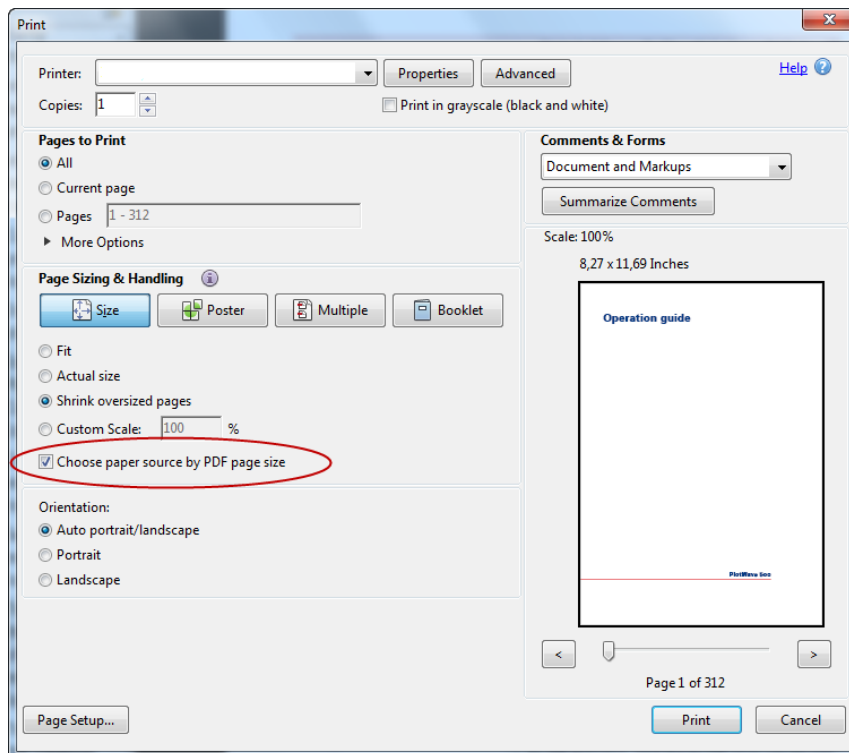 Print
Printer:
Properties
Advanced
Help
Copies: 1
Print in grayscale (black and white)
Pages to Print
All
Current page
Pages 1 - 312
More Options
Comments & Forms
Document and Markups
Summarize Comments
Page Sizing & Handling
Size
Poster
Multiple
Booklet
Fit
Actual size
Shrink oversized pages
Custom Scale: 100 %
Choose paper source by PDF page size
Orientation:
Auto portrait/landscape
Portrait
Landscape
Scale: 100%
8,27 x 11,69 Inches
Operation guide
< >
Page 1 of 312
Page Setup...
Print
Cancel